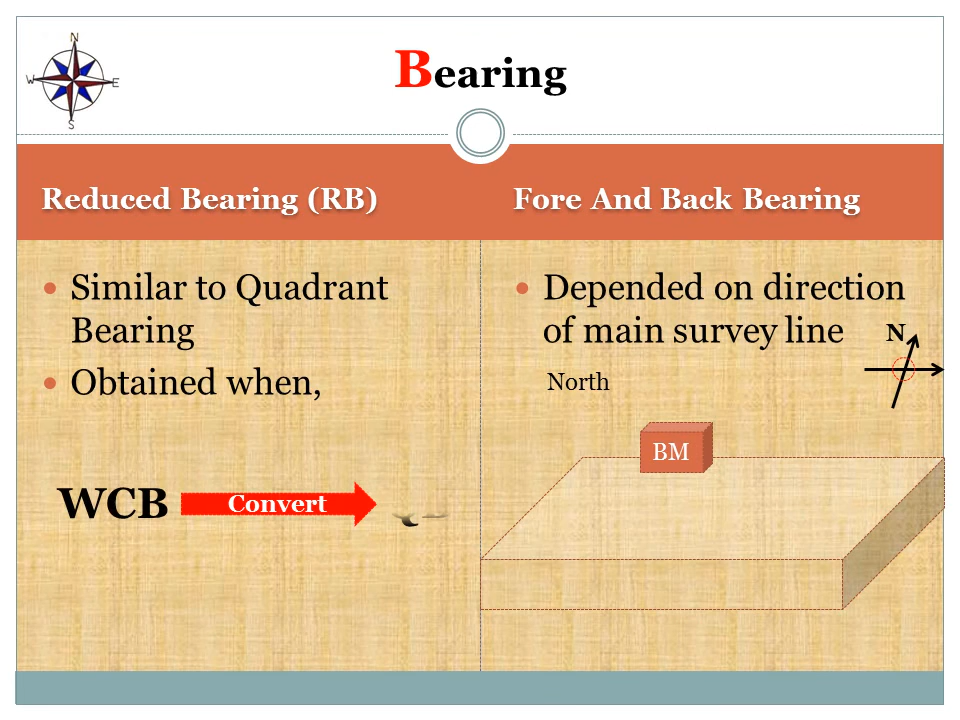 N
W E
S
Bearing
Reduced Bearing (RB)
Similar to Quadrant
Bearing
Obtained when,
WCB Convert
Fore And Back Bearing
Depended on direction
of main survey line
N
North
BM